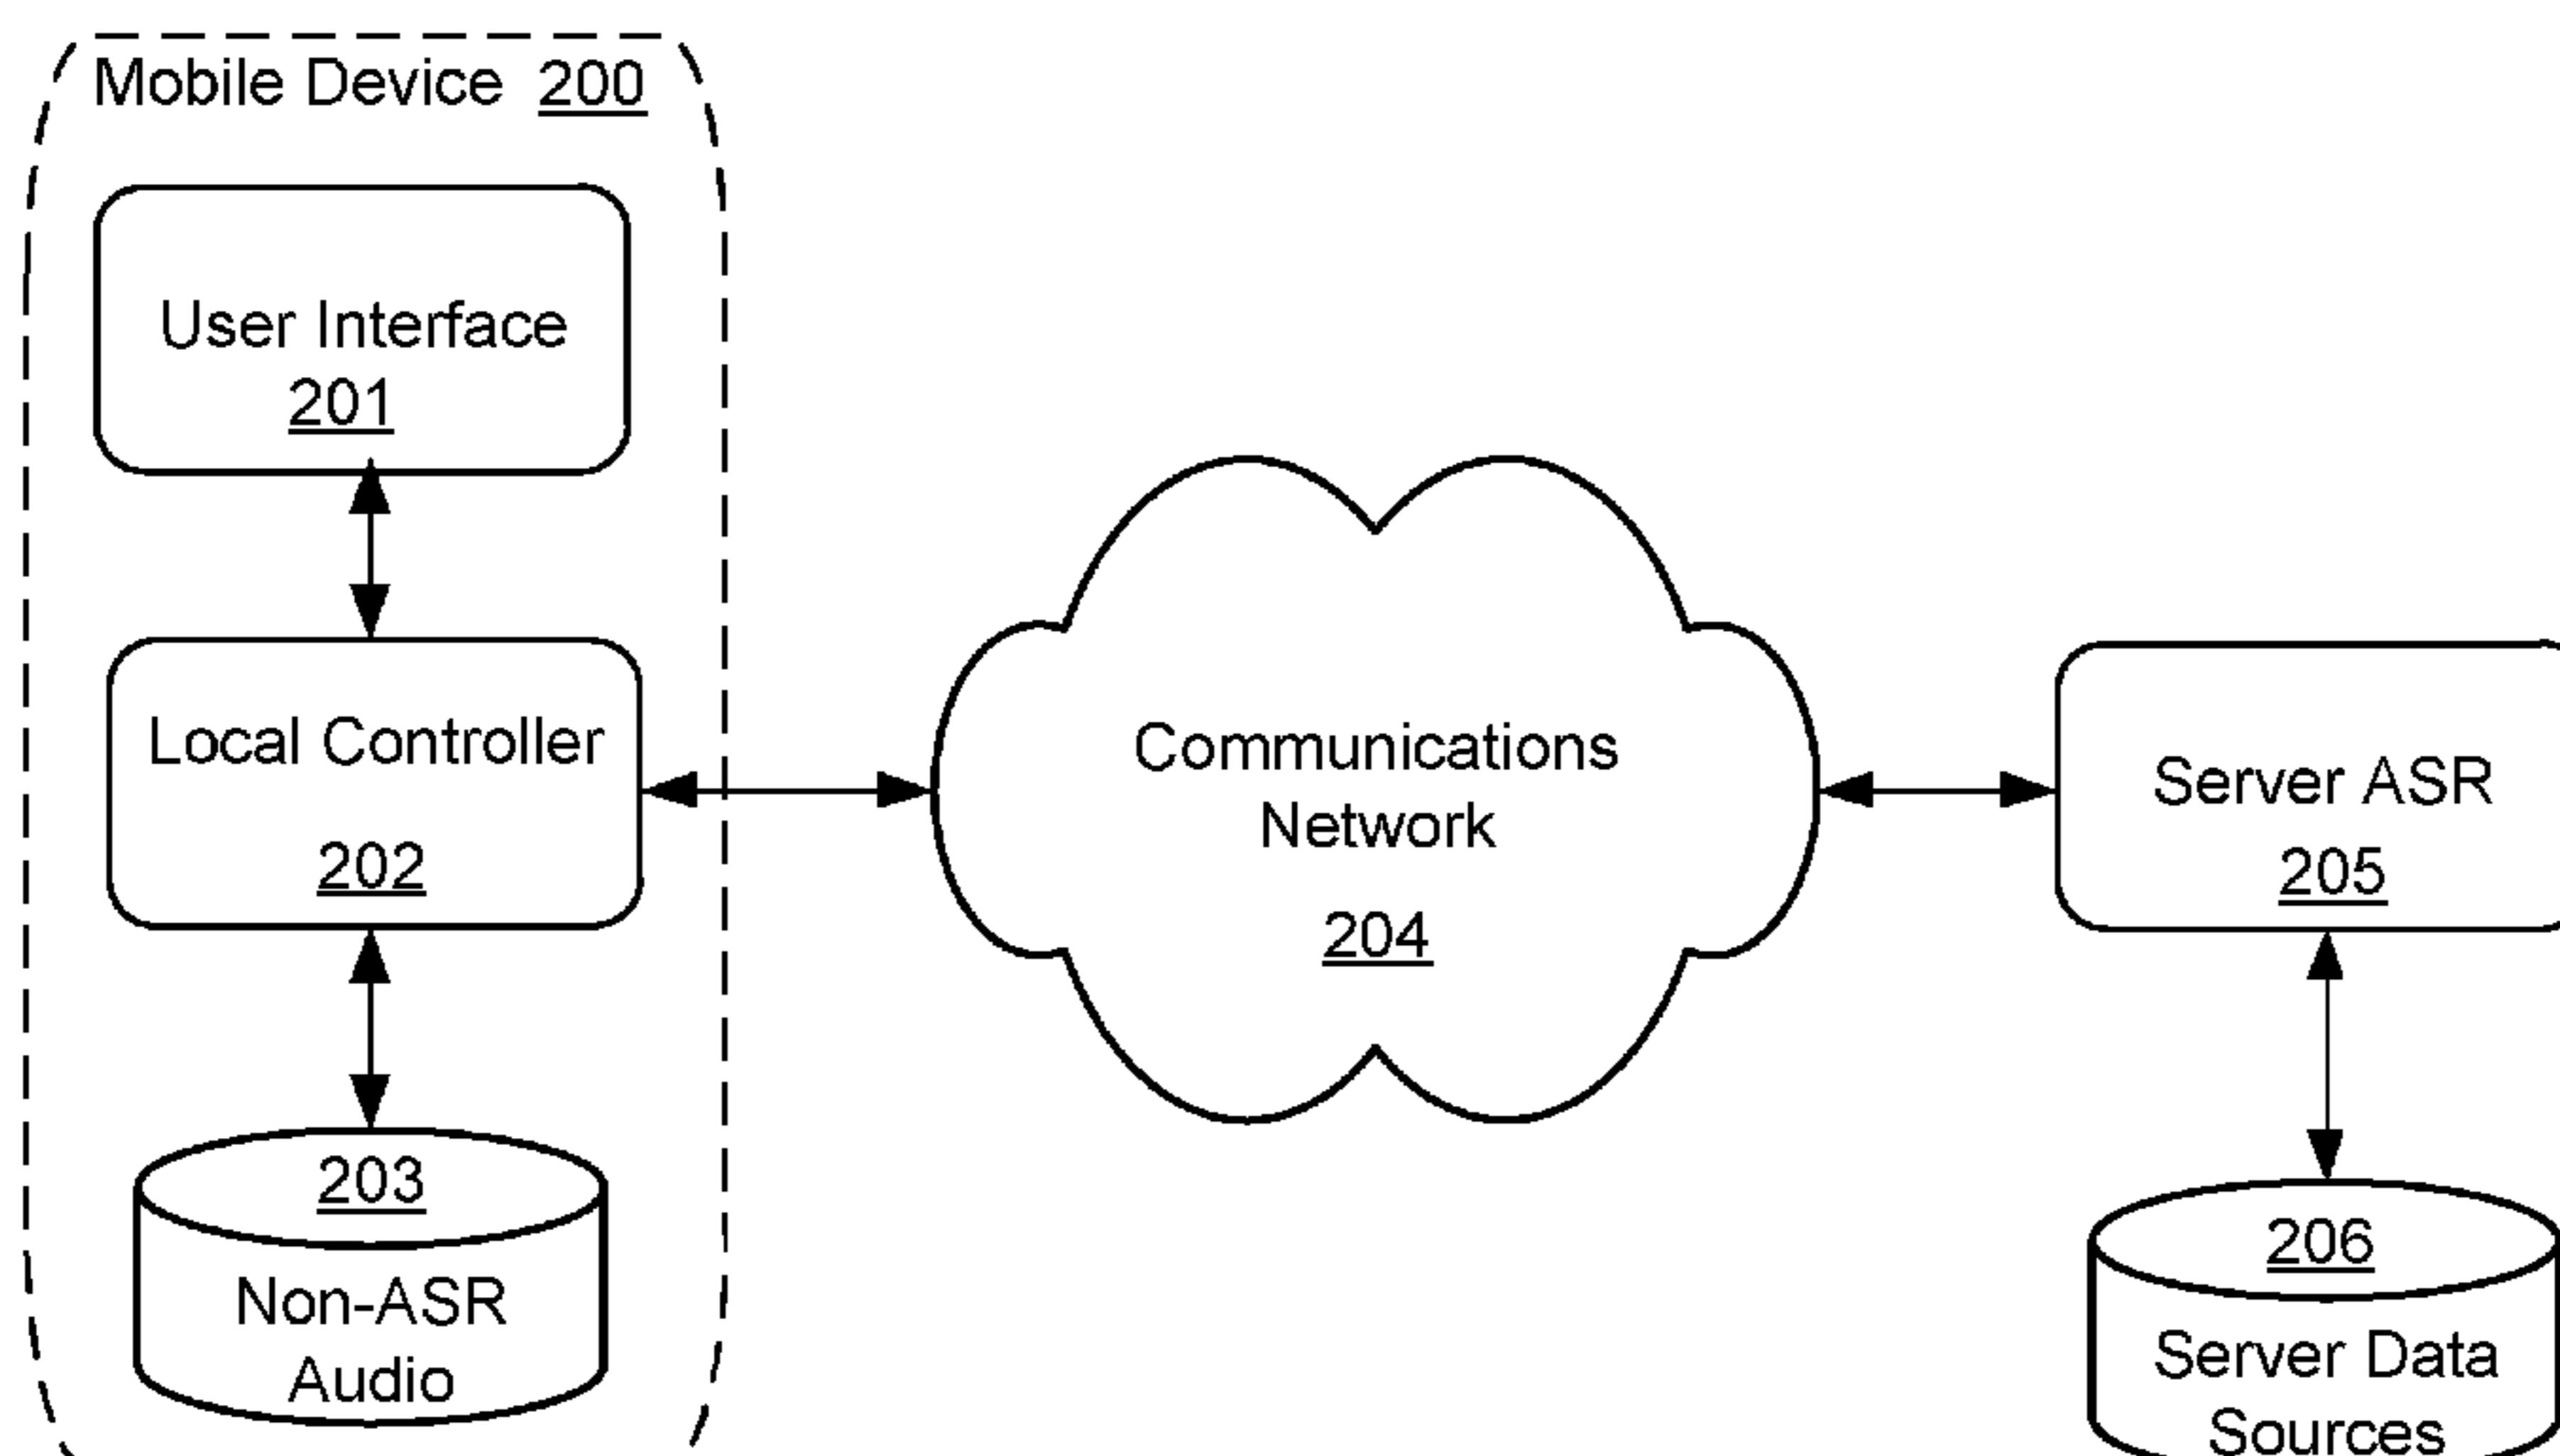 Mobile Device 200
User Interface
201
Local Controller
202
203
Non-ASR
Audio
Communications
Network
204
Server ASR
205
206
Server Data
Sources